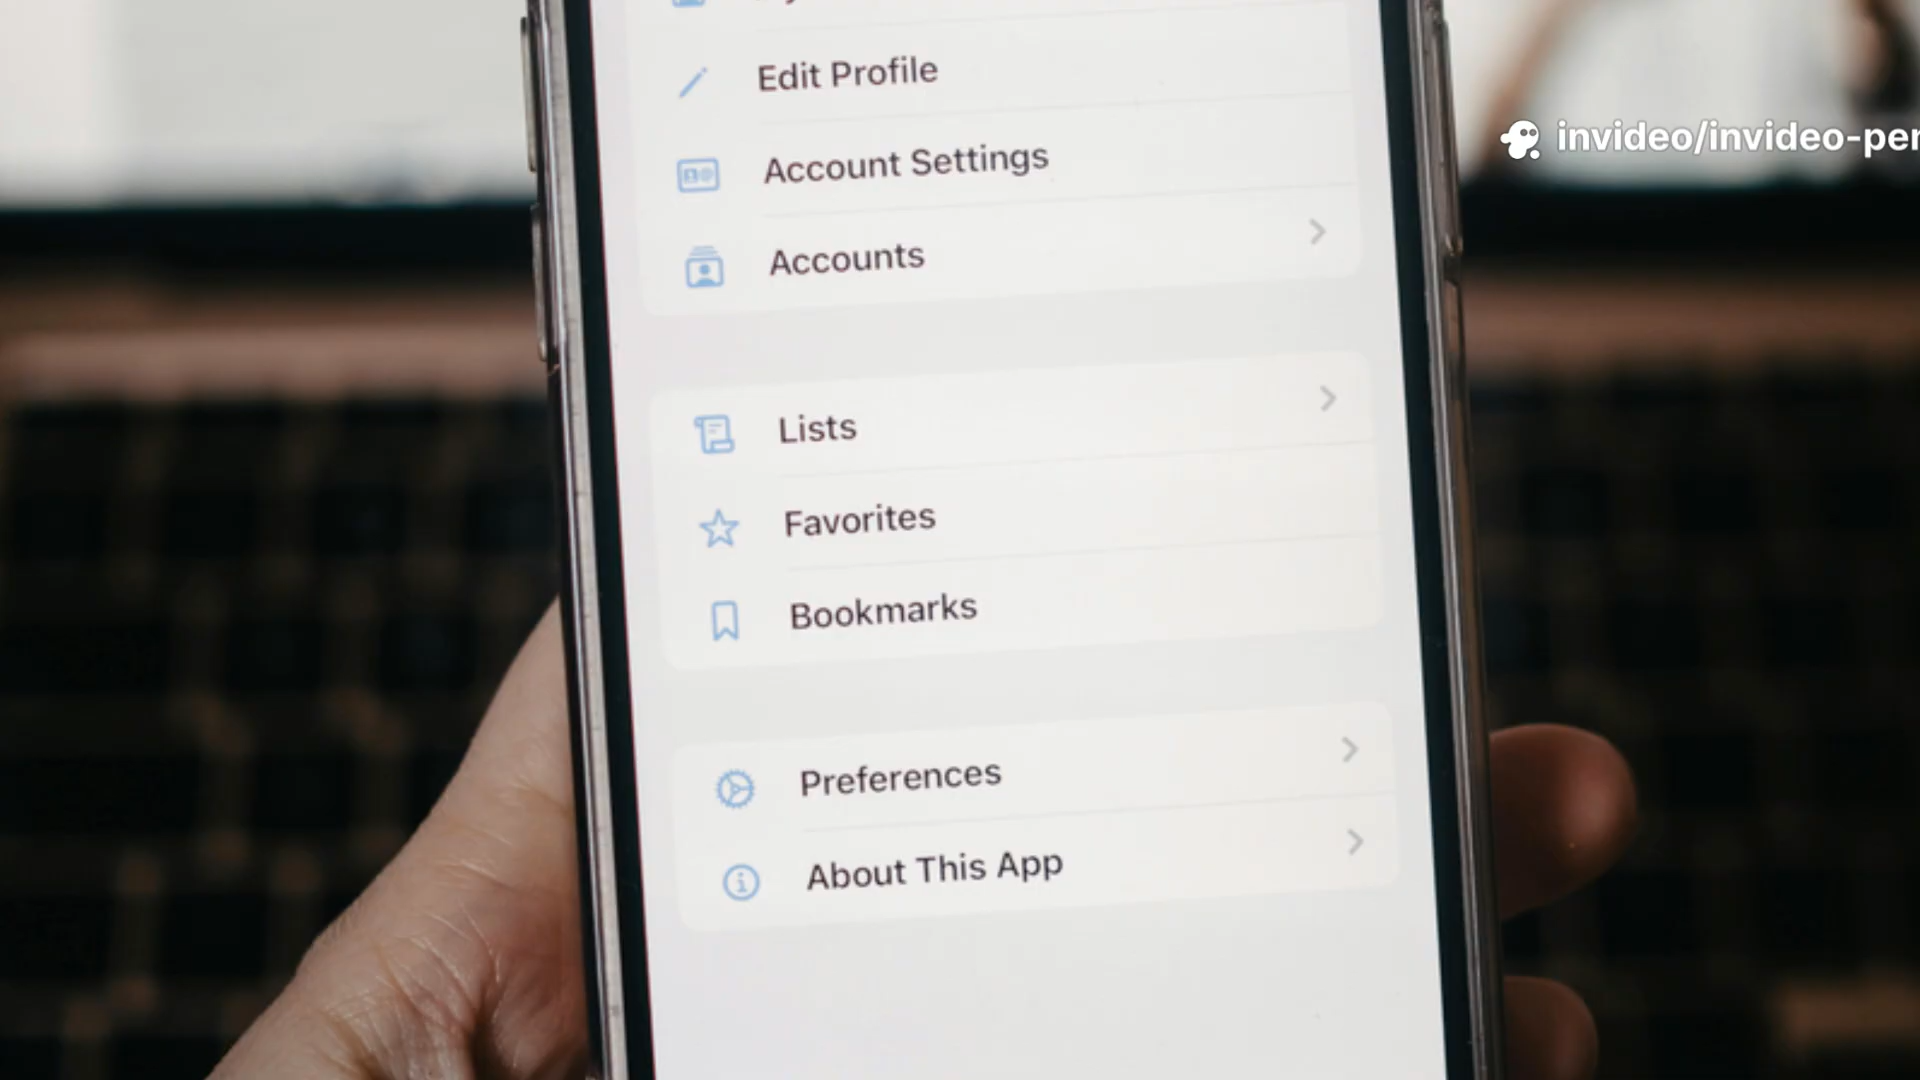 Edit Profile
invideo/invideo-per
Account Settings
Accounts
Lists
Favorites
Bookmarks
Preferences
About This App